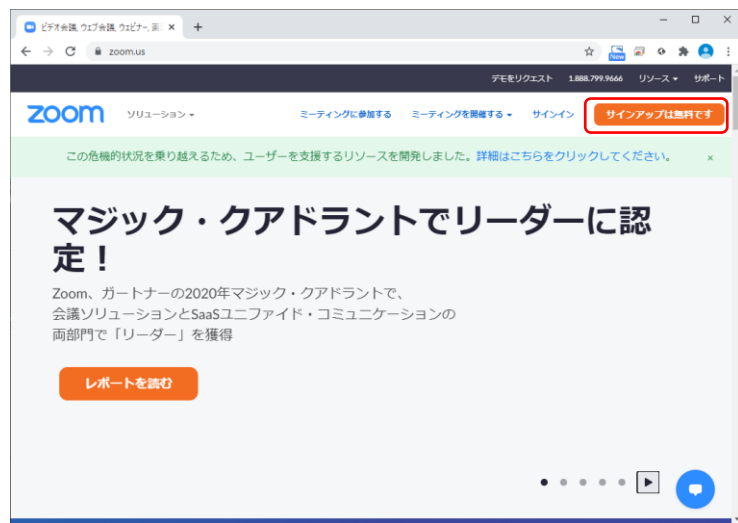 ビデオ会議, ウェブ会議, ウェビナー, 画
zoom.us
New
デモをリクエスト 1.888.799.9666 リソース サポート
zoom ソリューション ミーティングに参加する ミーティングを開催する サインイン サインアップは無料です
この危機的状況を乗り越えるため、ユーザーを支援するリソースを開発しました。詳細はこちらをクリックしてください。 ×
マジック・クアドラントでリーダーに認
定！
Zoom、ガートナーの2020年マジック・クアドラントで、
会議ソリューションとSaaSユニファイド・コミュニケーションの
両部門で「リーダー」を獲得
レポートを読む